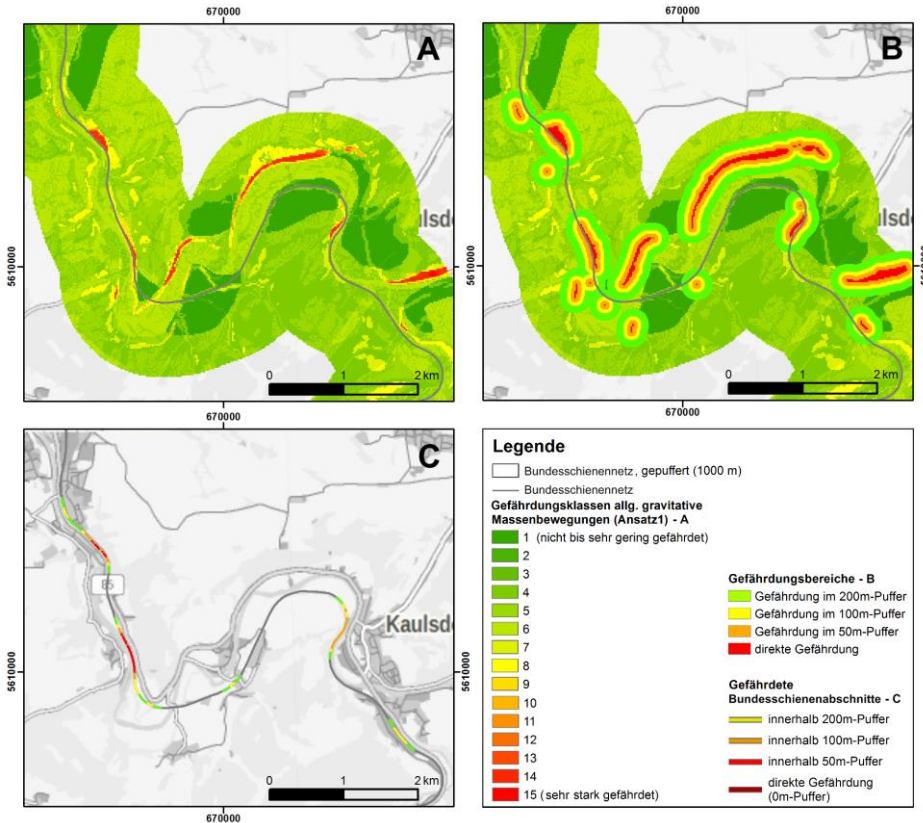 670000
670000
A
B
Kaulsd
ulsd
5610000
5610000
0 1 2 km
0 1 2 km
670000
670000
C
85
Kaulsd
5610000
5610000
0 1 2 km
670000
Legende
Bundesschienennetz, gepuffert (1000 m)
Bundesschienennetz
Gefährdungsklassen allg. gravitative
Massenbewegungen (Ansatz1) - A
1 (nicht bis sehr gering gefährdet)
2
3
4
5
6
7
8
9
10
11
12
13
14
15 (sehr stark gefährdet)
Gefährdungsbereiche - B
Gefährdung im 200m-Puffer
Gefährdung im 100m-Puffer
Gefährdung im 50m-Puffer
direkte Gefährdung
Gefährdete
Bundesschienenabschnitte - C
innerhalb 200m-Puffer
innerhalb 100m-Puffer
innerhalb 50m-Puffer
direkte Gefährdung
(0m-Puffer)